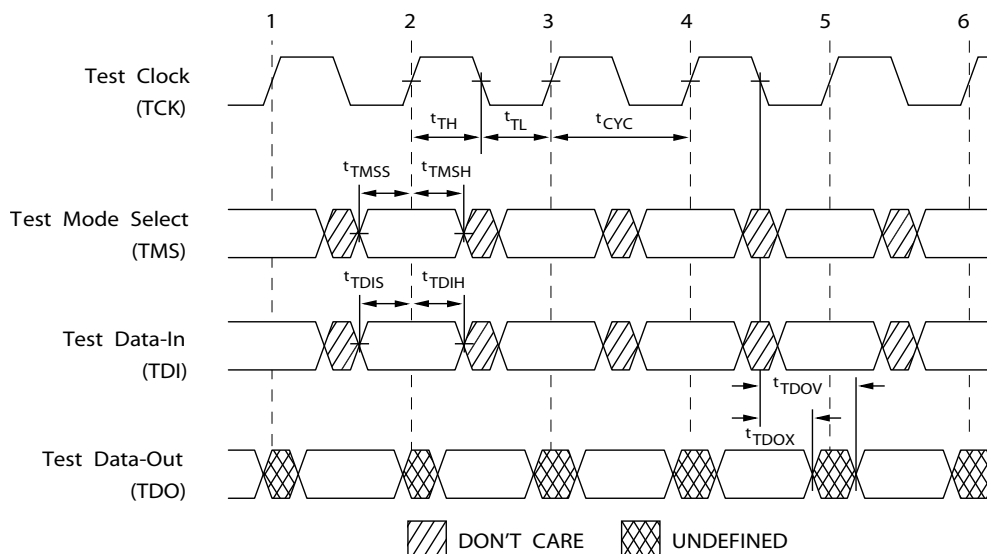 1 2 3 4 5 6
Test Clock
(TCK)
tTH tTL tCYC
tTMSS tTMSH
Test Mode Select
(TMS)
tTDIS tTDIH
Test Data-In
(TDI)
tTDOV
tTDOX
Test Data-Out
(TDO)
DON'T CARE UNDEFINED